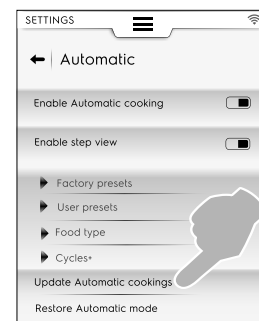 SETTINGS
Automatic
Enable Automatic cooking
Enable step view
Factory presets
User presets
Food type
Cycles+
Update Automatic cookings
Restore Automatic mode